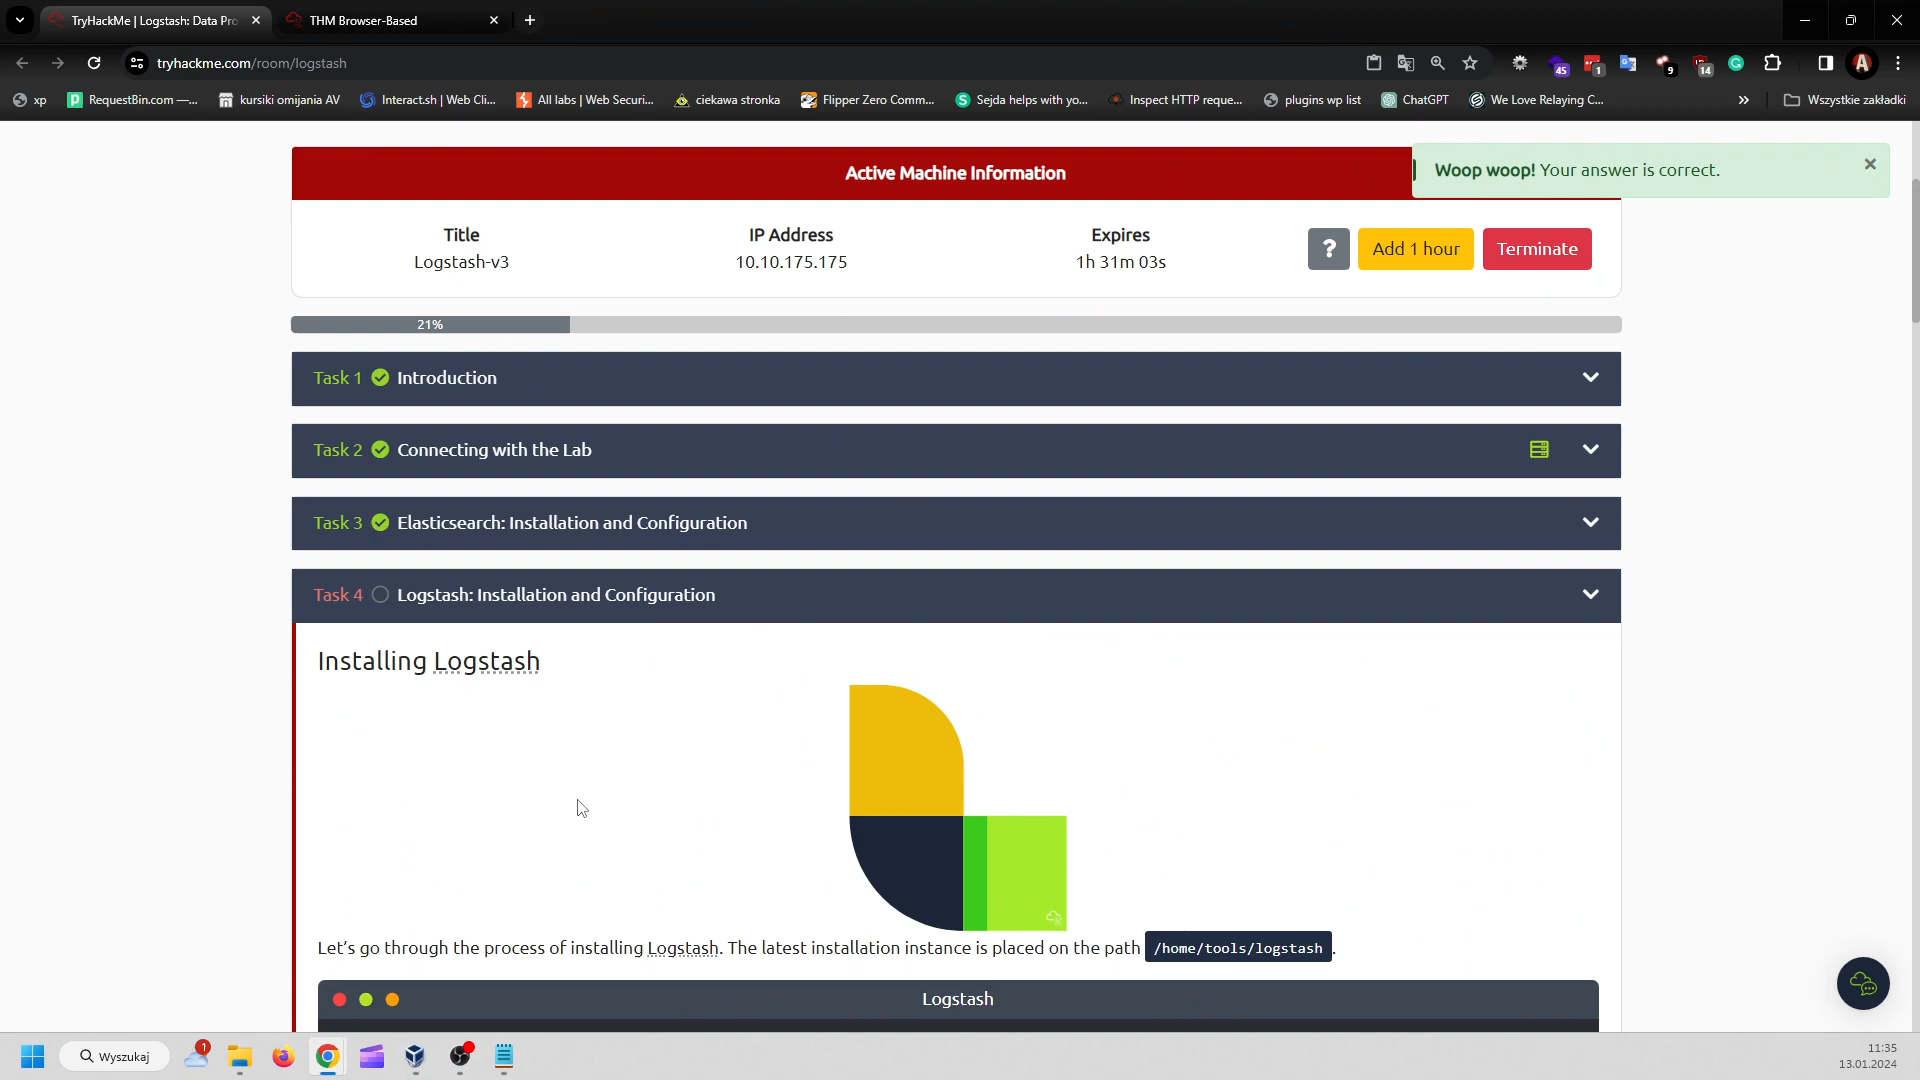 TryHackMe | Logstash: Data Pro
THM Browser-Based
tryhackme.com/room/logstash
45
1
9
14
A
xp
RequestBin.com —...
kursiki omijania AV
Interact.sh | Web Cli...
All labs | Web Securi...
ciekawa stronka
Flipper Zero Comm...
Sejda helps with yo...
Inspect HTTP reque...
plugins wp list
ChatGPT
We Love Relaying C...
»
Wszystkie zakładki
Active Machine Information
Woop woop! Your answer is correct.
Title
IP Address
Expires
Logstash-v3
10.10.175.175
1h 31m 03s
?
Add 1 hour
Terminate
21%
Task 1 Introduction
Task 2 Connecting with the Lab
Task 3 Elasticsearch: Installation and Configuration
Task 4 Logstash: Installation and Configuration
Installing Logstash
Let’s go through the process of installing Logstash. The latest installation instance is placed on the path /home/tools/logstash.
Logstash
Wyszukaj
1
11:35
13.01.2024